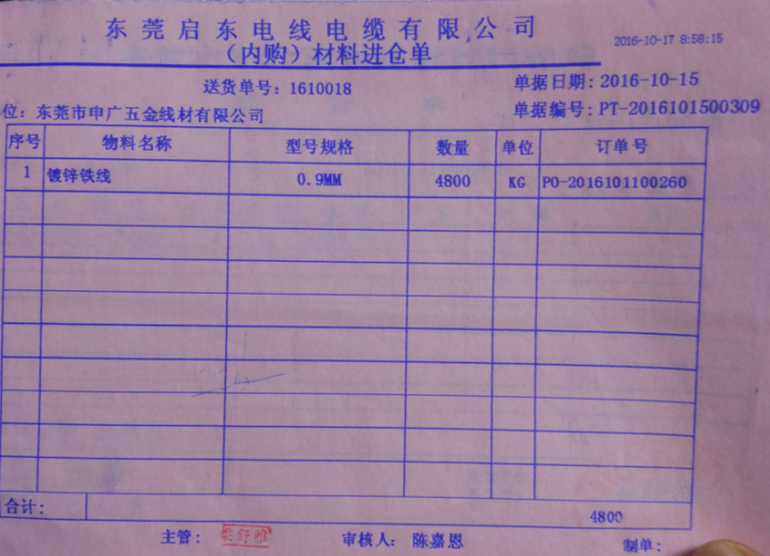 东莞启东电线电缆有限公司
2016-10-17 8:58:15
（内购）材料进仓单
送货单号：1610018
单据日期：2016-10-15
位：东莞市申广五金线材有限公司
单据编号：PT-2016101500309
序号 物料名称 型号规格 数量 单位 订单号
1 镀锌铁线 0.9MM 4800 KG PO-2016101100260
合计： 4800
主管： 审核人： 陈嘉恩 制单：